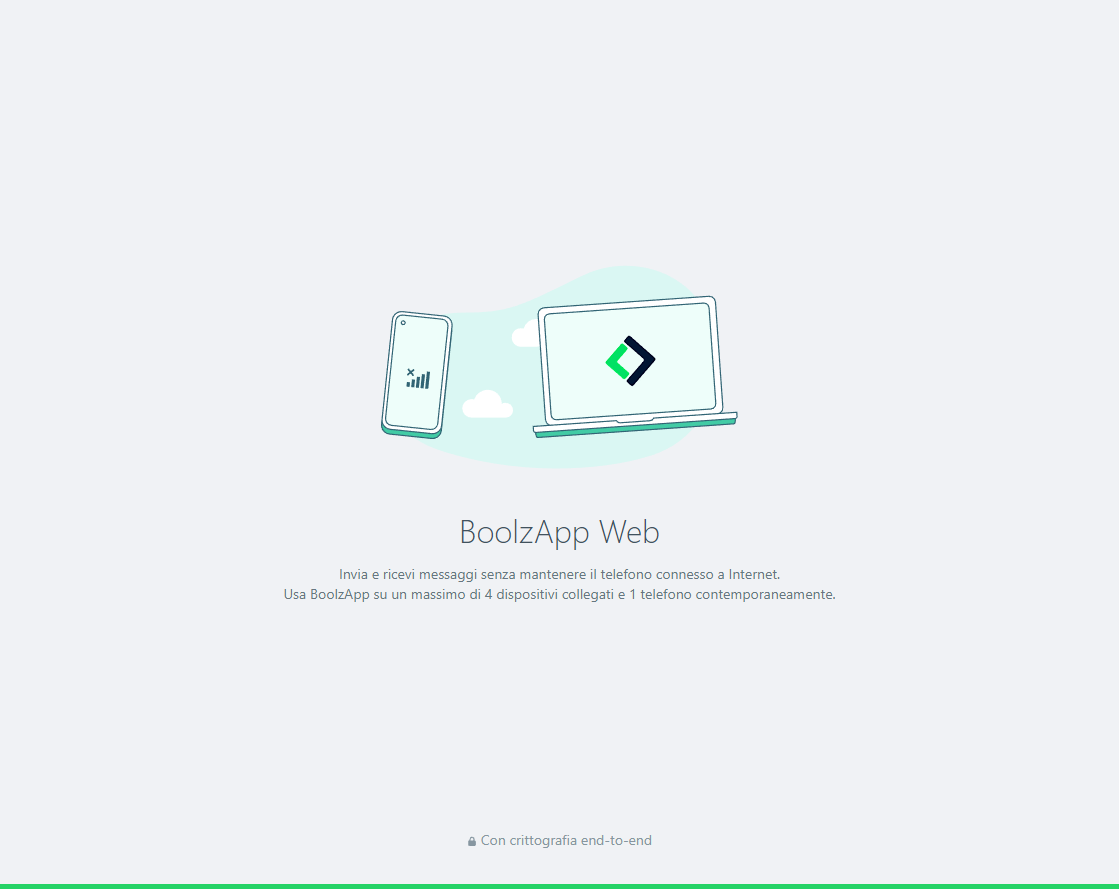 BoolzApp Web
Invia e ricevi messaggi senza mantenere il telefono connesso a Internet.
Usa BoolzApp su un massimo di 4 dispositivi collegati e 1 telefono contemporaneamente.
Con crittografia end-to-end